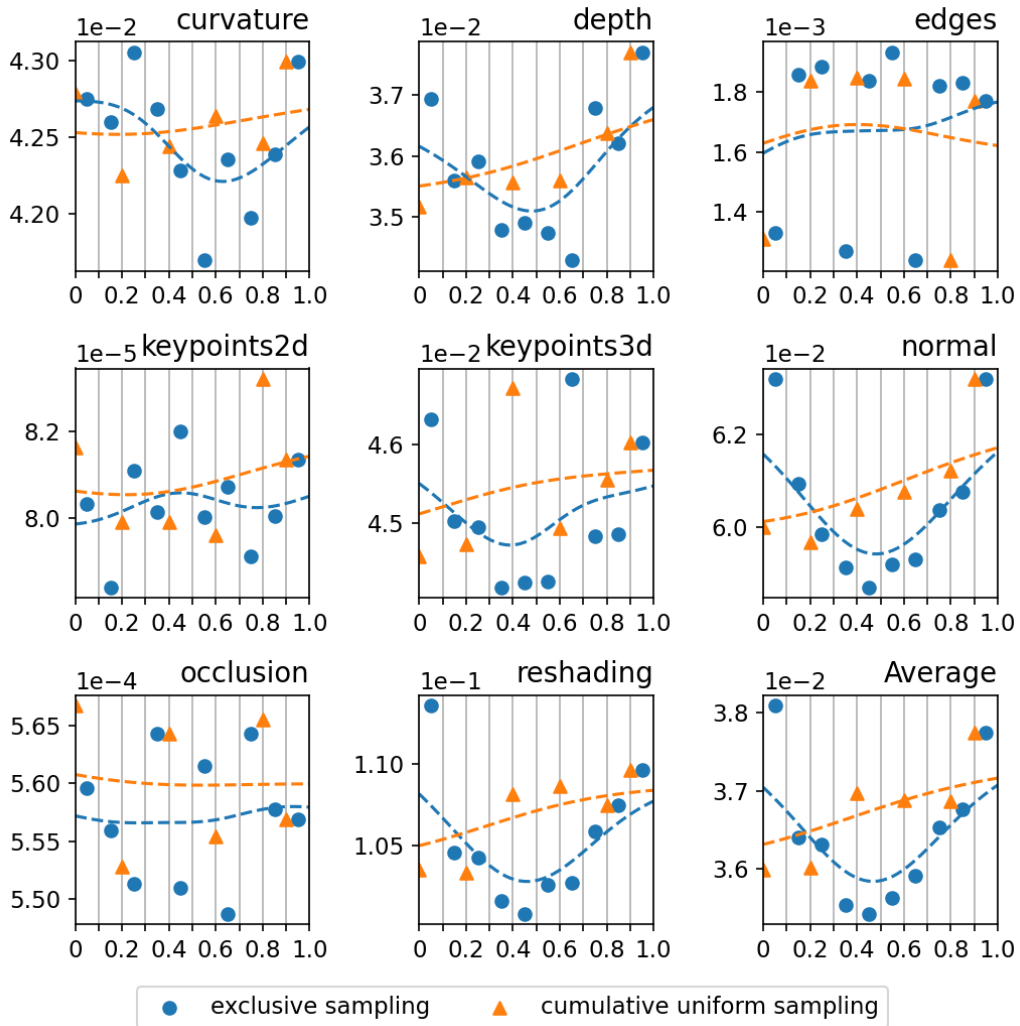 curvature
1e−2
4.30
4.25
4.20
0 0.2 0.4 0.6 0.8 1.0
depth
1e−2
3.7
3.6
3.5
0 0.2 0.4 0.6 0.8 1.0
edges
1e−3
1.8
1.6
1.4
0 0.2 0.4 0.6 0.8 1.0
keypoints2d
1e−5
8.2
8.0
0 0.2 0.4 0.6 0.8 1.0
keypoints3d
1e−2
4.6
4.5
0 0.2 0.4 0.6 0.8 1.0
normal
1e−2
6.2
6.0
0 0.2 0.4 0.6 0.8 1.0
occlusion
1e−4
5.65
5.60
5.55
5.50
0 0.2 0.4 0.6 0.8 1.0
reshading
1e−1
1.10
1.05
0 0.2 0.4 0.6 0.8 1.0
Average
1e−2
3.8
3.7
3.6
0 0.2 0.4 0.6 0.8 1.0
exclusive sampling
cumulative uniform sampling